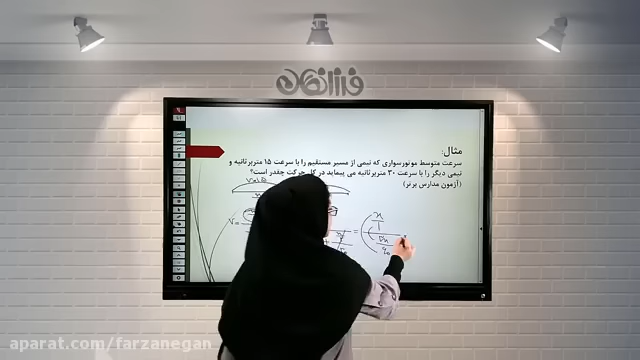 فرزانگان
مثال:
سرعت متوسط موتورسواری که نیمی از مسیر مستقیم را با سرعت ۱۵ متربرثانیه و
نیمی دیگر را با سرعت ۳۰ متربرثانیه می پیماید در کل حرکت چقدر است؟
(آزمون مدارس برتر)
aparat.com/farzanegan